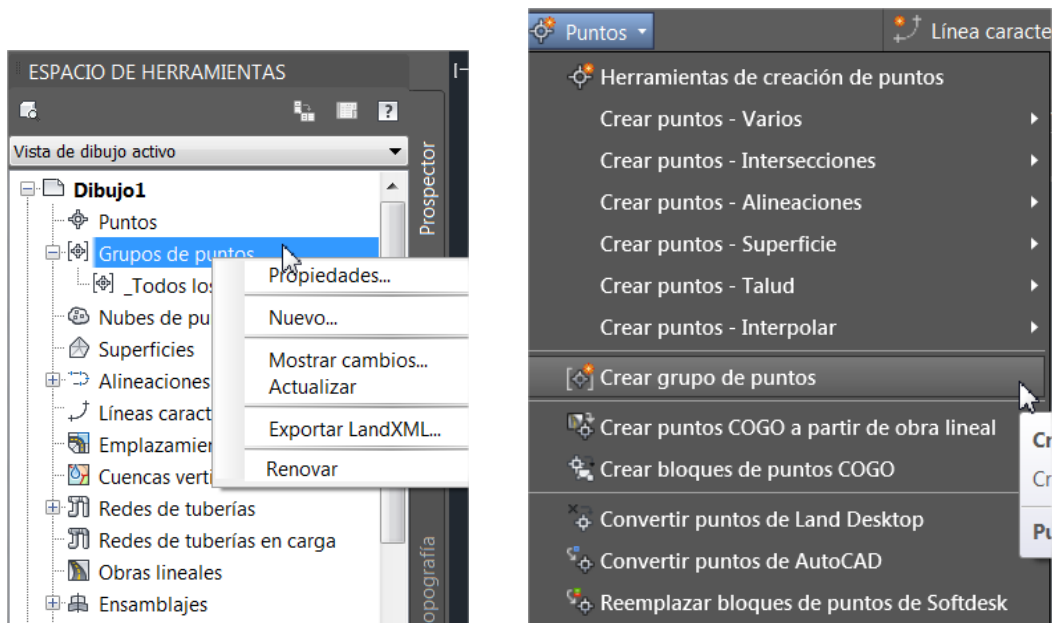 ESPACIO DE HERRAMIENTAS
?
Vista de dibujo activo
Dibujo1
Puntos
Grupos de puntos
_Todos los
Nubes de pu
Superficies
Alineaciones
Líneas caract
Emplazamie
Cuencas verti
Redes de tuberías
Redes de tuberías en carga
Obras lineales
Ensamblajes
Propiedades...
Nuevo...
Mostrar cambios...
Actualizar
Exportar LandXML...
Renovar
Prospector
opografía
Puntos
Línea caracte
Herramientas de creación de puntos
Crear puntos - Varios
Crear puntos - Intersecciones
Crear puntos - Alineaciones
Crear puntos - Superficie
Crear puntos - Talud
Crear puntos - Interpolar
Crear grupo de puntos
Crear puntos COGO a partir de obra lineal
Crear bloques de puntos COGO
Convertir puntos de Land Desktop
Convertir puntos de AutoCAD
Reemplazar bloques de puntos de Softdesk
Cr
Cr
Pu